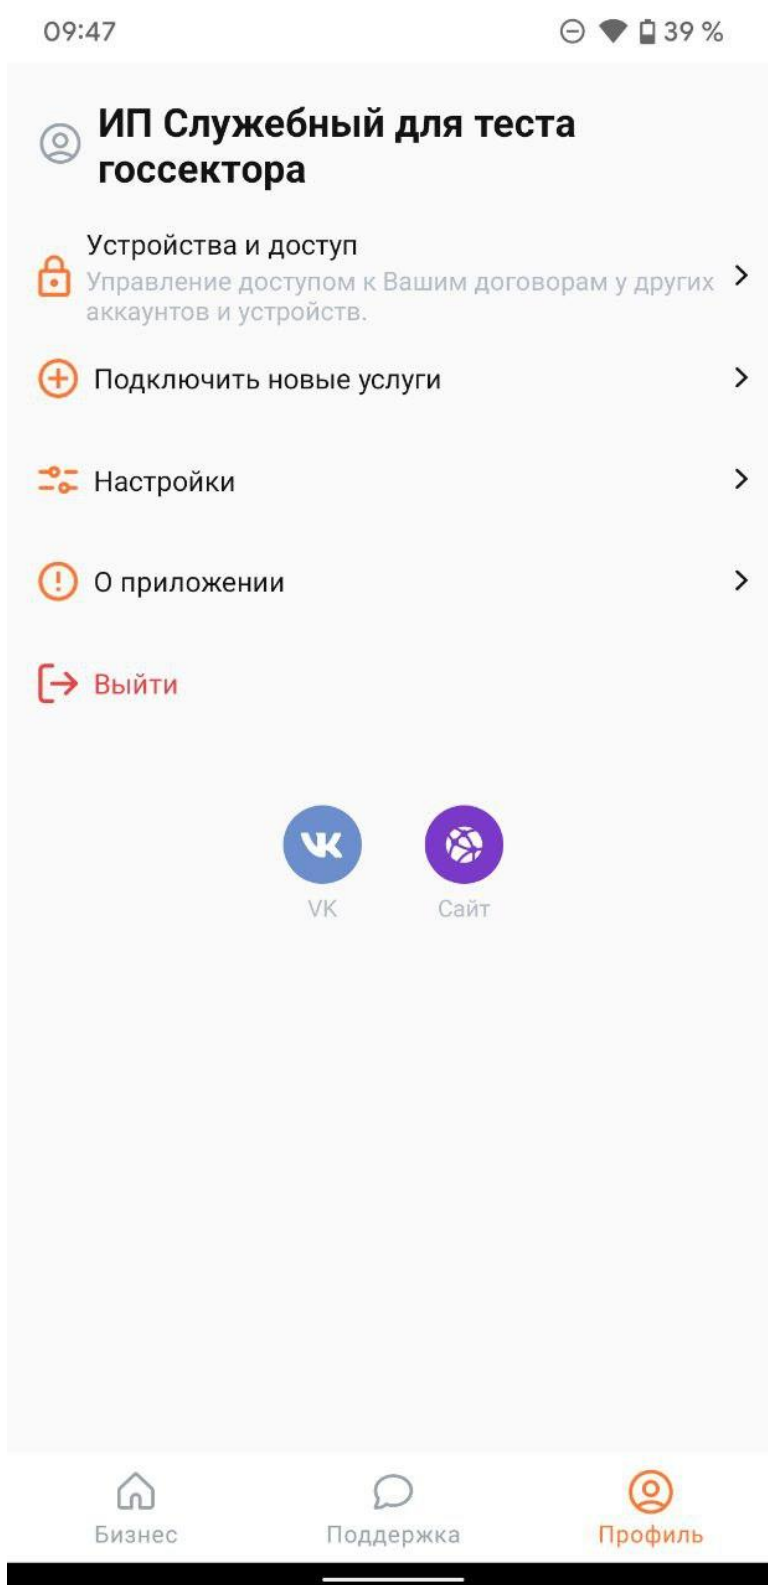 09:47
39 %
ИП Служебный для теста
госсектора
Устройства и доступ
Управление доступом к Вашим договорам у других
аккаунтов и устройств.
Подключить новые услуги
Настройки
О приложении
Выйти
VK
VK
Сайт
Бизнес
Поддержка
Профиль